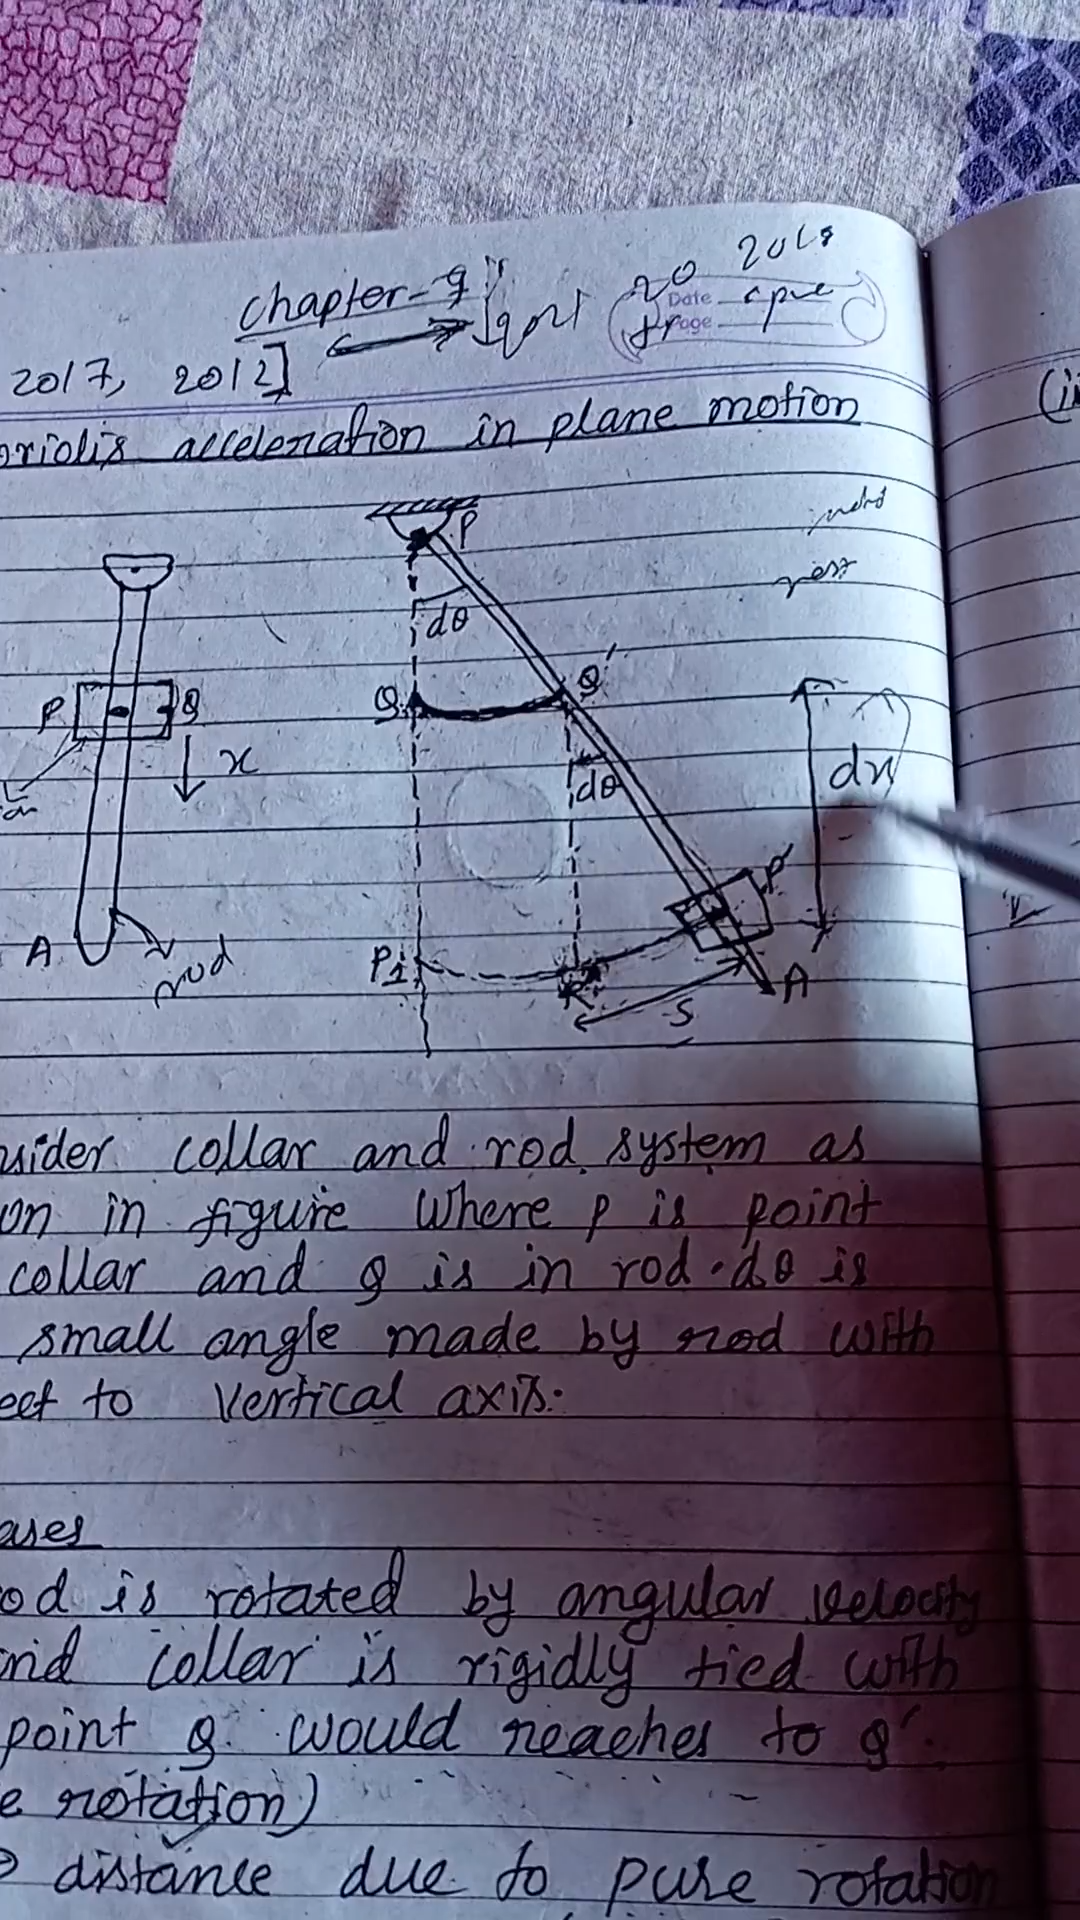 chapter-9
20 2018
Date
Page
2017, 2012]
oriolis acceleration in plane motion
P
dθ
Q Q'
P Q
x
dθ
dx
P'
A
rod
P1
S
A
sider collar and rod system as
on in figure where p is point
collar and Q is in rod. dθ is
small angle made by rod with
ect to vertical axis.
ases
od is rotated by angular velocity
nd collar is rigidly tied with
point Q would reaches to Q'.
e rotation)
distance due to pure rotation